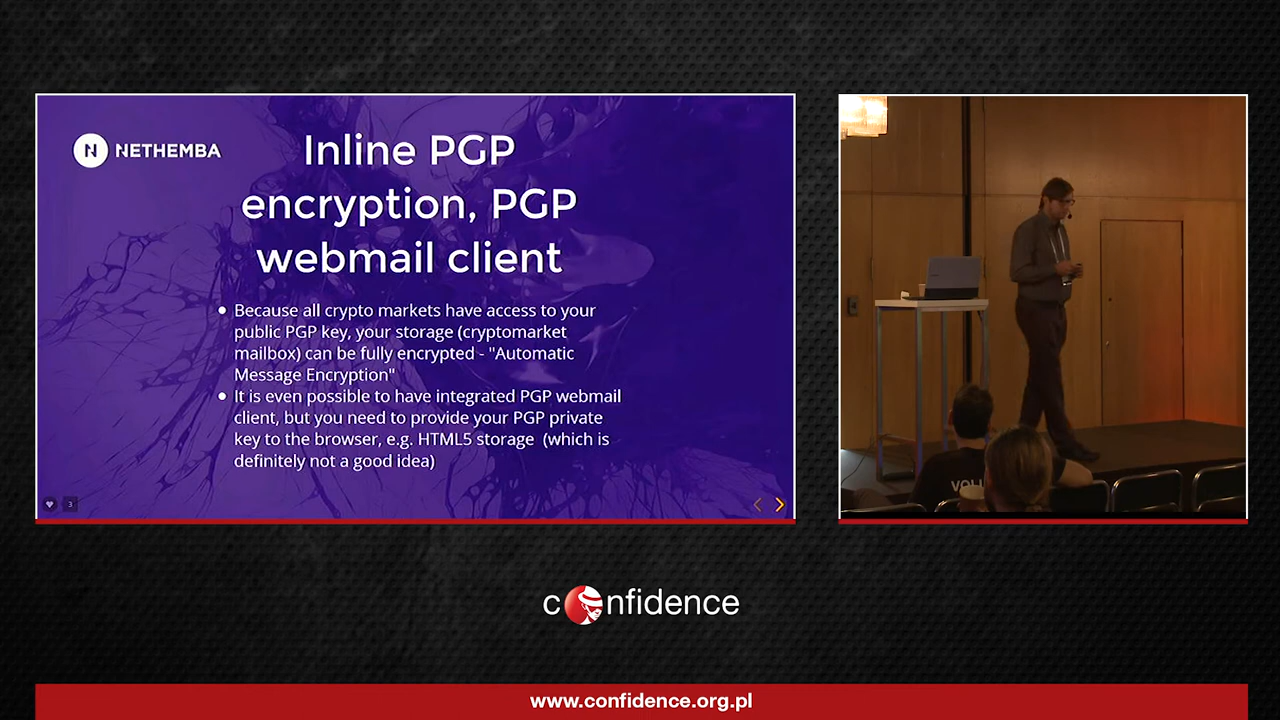 NETHEMBA
Inline PGP
encryption, PGP
webmail client
● Because all crypto markets have access to your
public PGP key, your storage (cryptomarket
mailbox) can be fully encrypted - "Automatic
Message Encryption"
● It is even possible to have integrated PGP webmail
client, but you need to provide your PGP private
key to the browser, e.g. HTML5 storage (which is
definitely not a good idea)
3
confidence
www.confidence.org.pl